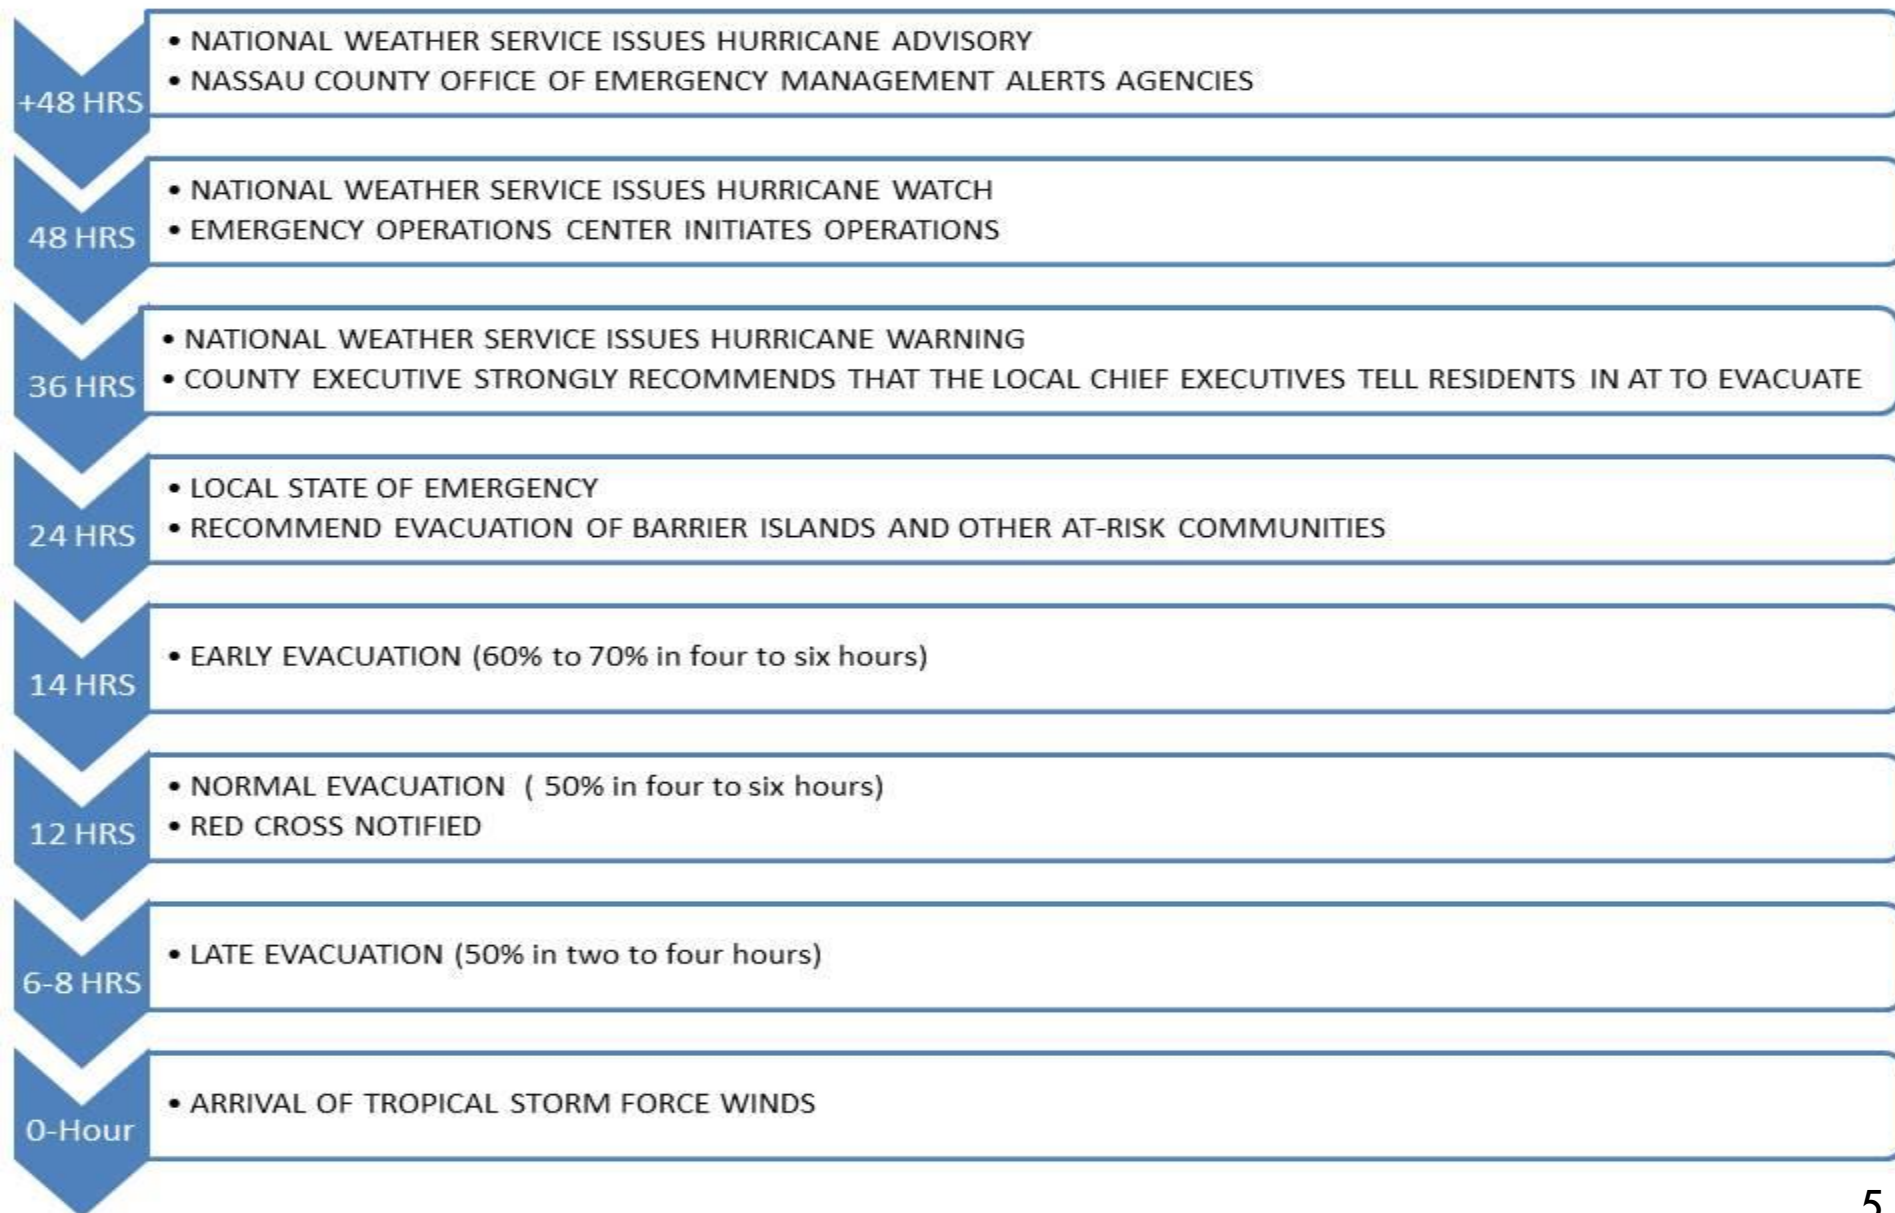 +48 HRS
• NATIONAL WEATHER SERVICE ISSUES HURRICANE ADVISORY
• NASSAU COUNTY OFFICE OF EMERGENCY MANAGEMENT ALERTS AGENCIES
48 HRS
• NATIONAL WEATHER SERVICE ISSUES HURRICANE WATCH
• EMERGENCY OPERATIONS CENTER INITIATES OPERATIONS
36 HRS
• NATIONAL WEATHER SERVICE ISSUES HURRICANE WARNING
• COUNTY EXECUTIVE STRONGLY RECOMMENDS THAT THE LOCAL CHIEF EXECUTIVES TELL RESIDENTS IN AT TO EVACUATE
24 HRS
• LOCAL STATE OF EMERGENCY
• RECOMMEND EVACUATION OF BARRIER ISLANDS AND OTHER AT-RISK COMMUNITIES
14 HRS
• EARLY EVACUATION (60% to 70% in four to six hours)
12 HRS
• NORMAL EVACUATION ( 50% in four to six hours)
• RED CROSS NOTIFIED
6-8 HRS
• LATE EVACUATION (50% in two to four hours)
0-Hour
• ARRIVAL OF TROPICAL STORM FORCE WINDS
5